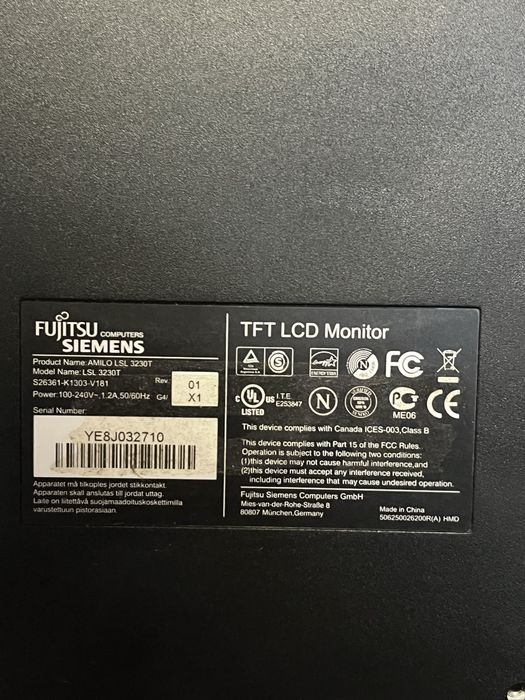 FUJITSU COMPUTERS
SIEMENS
Product Name: AMILO LSL 3230T
Model Name: LSL 3230T
S26361-K1303-V181
Rev. 01
Power:100-240V~,1.2A,50/60Hz
G4/ X1
Serial Number:
YE8J032710
Apparatet må tilkoples jordet stikkontakt.
Apparaten skall anslutas till jordat uttag.
Laite on liitettävä suojamaadoituskoskettimilla
varustettuun pistorasiaan.
TFT LCD Monitor
S
N
FC
C UL US I.T.E.
E253847
LISTED
N
PG
ME06
CE
This device complies with Canada ICES-003,Class B
This device complies with Part 15 of the FCC Rules.
Operation is subject to the following two conditions:
(1)this device may not cause harmful interference,and
(2)this device must accept any interference received,
including interference that may cause undesired operation.
Fujitsu Siemens Computers GmbH
Mies-van-der-Rohe-Straße 8
80807 München,Germany
Made in China
506250026200R(A) HMD